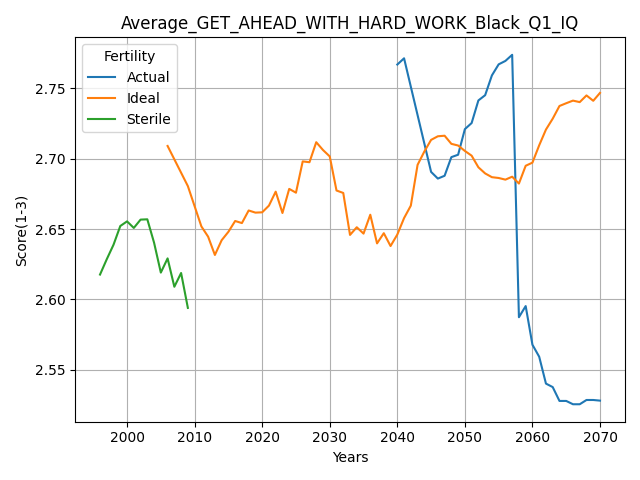 Average_GET_AHEAD_WITH_HARD_WORK_Black_Q1_IQ
Fertility
Actual
Ideal
Sterile
Score(1-3)
2.75
2.70
2.65
2.60
2.55
2000 2010 2020 2030 2040 2050 2060 2070
Years